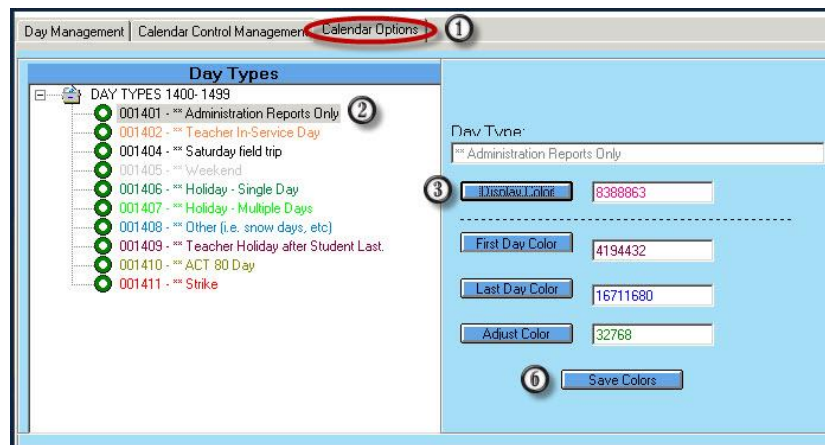 Day Management Calendar Control Management Calendar Options 1
Day Types
DAY TYPES 1400- 1499
001401 - ** Administration Reports Only 2
001402 - ** Teacher In-Service Day
001404 - ** Saturday field trip
001405 - ** Weekend
001406 - ** Holiday - Single Day
001407 - ** Holiday - Multiple Days
001408 - ** Other (i.e. snow days, etc)
001409 - ** Teacher Holiday after Student Last.
001410 - ** ACT 80 Day
001411 - ** Strike
Day Type:
** Administration Reports Only
3 Display Color 8388863
First Day Color 4194432
Last Day Color 16711680
Adjust Color 32768
6 Save Colors